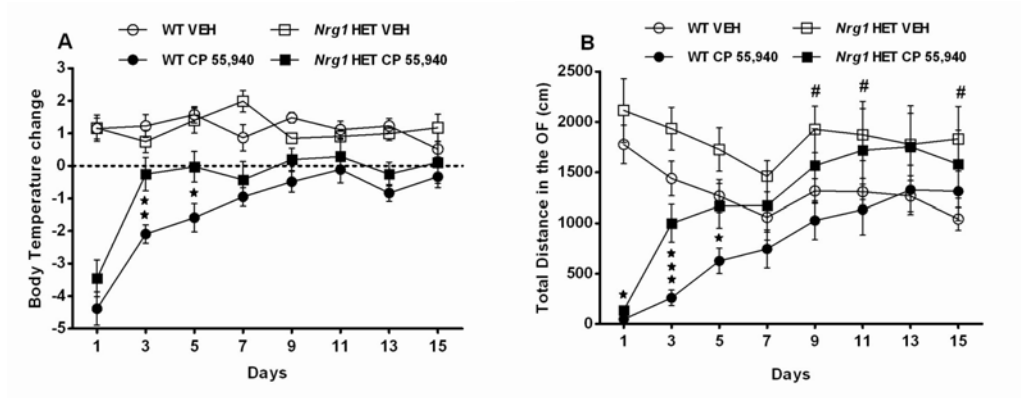 WT VEH
Nrg1 HET VEH
WT CP 55,940
Nrg1 HET CP 55,940
A
Body Temperature change
3
2
1
0
-1
-2
-3
-4
-5
1 3 5 7 9 11 13 15
Days
WT VEH
Nrg1 HET VEH
WT CP 55,940
Nrg1 HET CP 55,940
B
Total Distance in the OF (cm)
2500
2000
1500
1000
500
0
# # #
1 3 5 7 9 11 13 15
Days